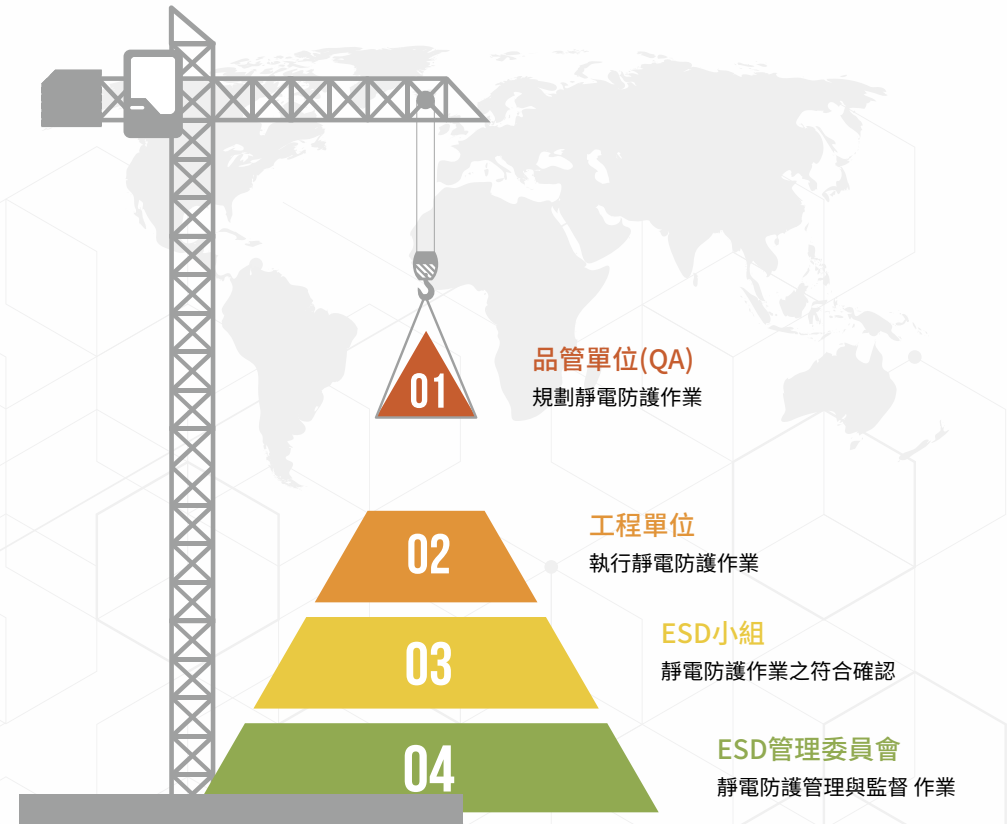 01
品管單位(QA)
規劃靜電防護作業
02
工程單位
執行靜電防護作業
03
ESD小組
靜電防護作業之符合確認
04
ESD管理委員會
靜電防護管理與監督 作業